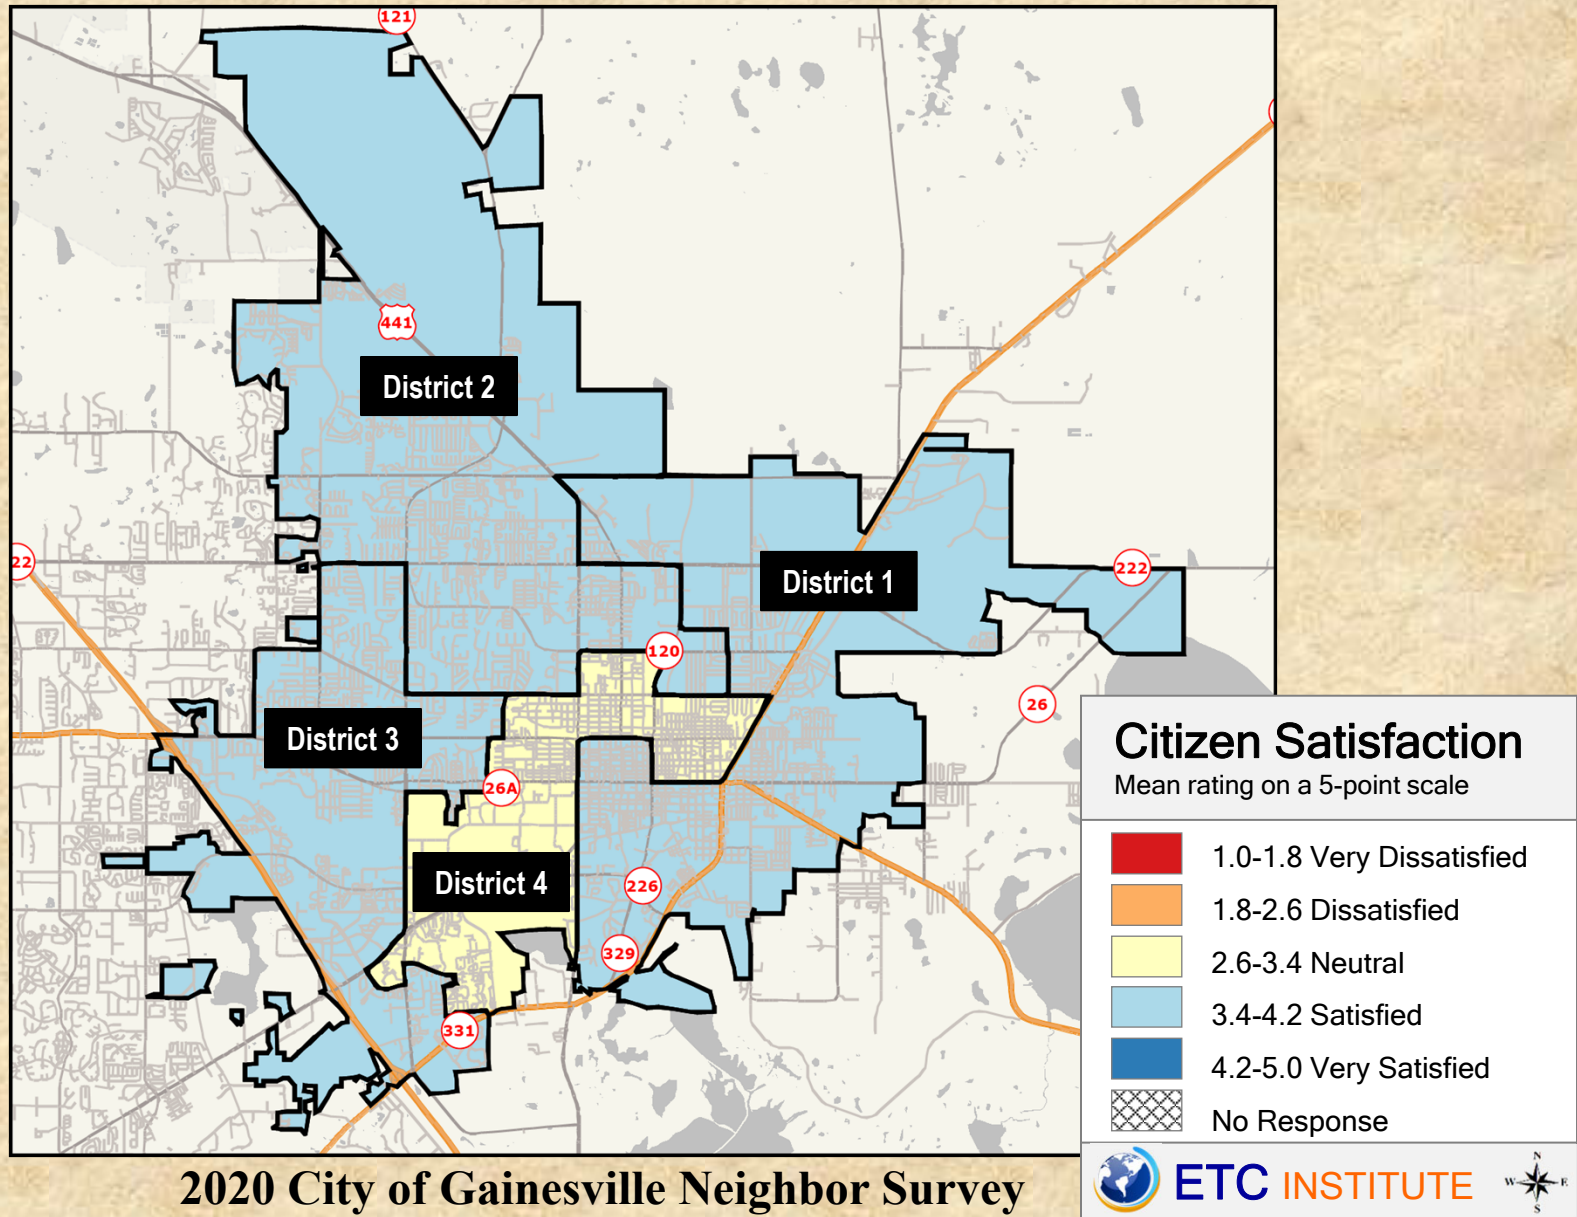 121
441
District 2
22
District 1
222
120
26
District 3
26A
District 4
226
329
331
Citizen Satisfaction
Mean rating on a 5-point scale
1.0-1.8 Very Dissatisfied
1.8-2.6 Dissatisfied
2.6-3.4 Neutral
3.4-4.2 Satisfied
4.2-5.0 Very Satisfied
No Response
2020 City of Gainesville Neighbor Survey
ETC INSTITUTE
N
W E
S